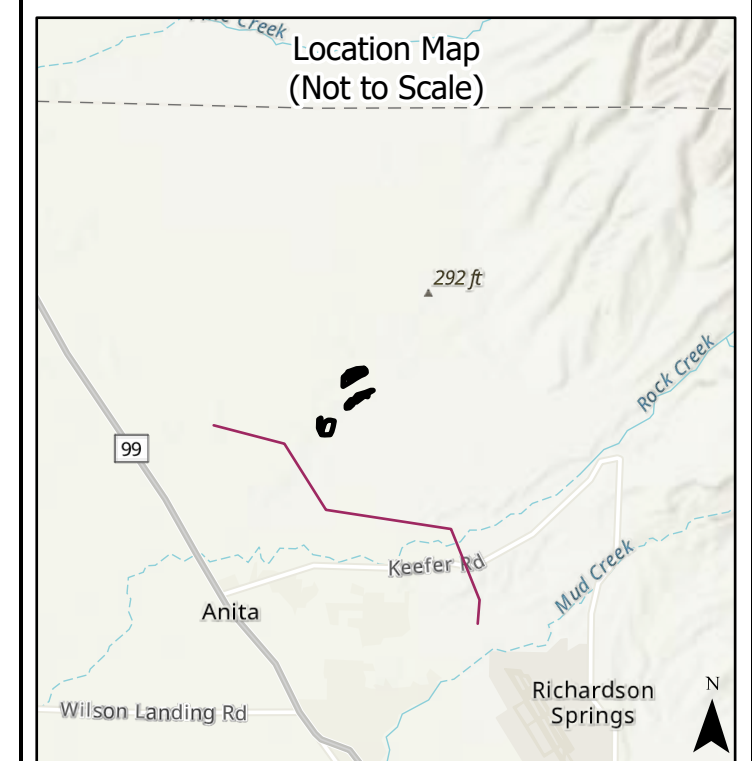 Creek
Location Map
(Not to Scale)
292 ft
Rock Creek
99
Keefer Rd
Mud Creek
Anita
Richardson
Springs
Wilson Landing Rd
N